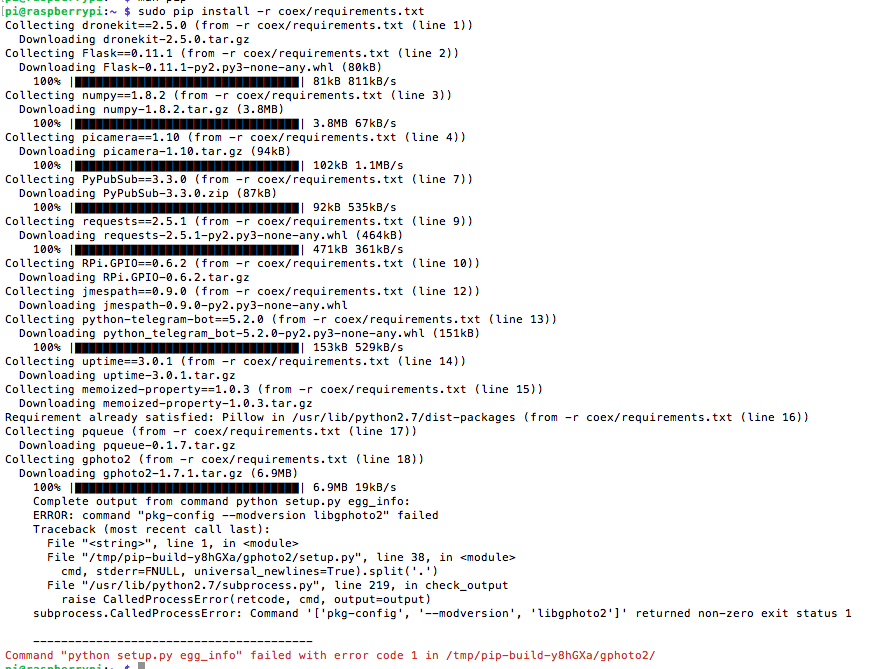 pi@raspberrypi:~ $ sudo pip install -r coex/requirements.txt
Collecting dronekit==2.5.0 (from -r coex/requirements.txt (line 1))
  Downloading dronekit-2.5.0.tar.gz
Collecting Flask==0.11.1 (from -r coex/requirements.txt (line 2))
  Downloading Flask-0.11.1-py2.py3-none-any.whl (80kB)
    100% |████████████████████████████████| 81kB 811kB/s
Collecting numpy==1.8.2 (from -r coex/requirements.txt (line 3))
  Downloading numpy-1.8.2.tar.gz (3.8MB)
    100% |████████████████████████████████| 3.8MB 67kB/s
Collecting picamera==1.10 (from -r coex/requirements.txt (line 4))
  Downloading picamera-1.10.tar.gz (94kB)
    100% |████████████████████████████████| 102kB 1.1MB/s
Collecting PyPubSub==3.3.0 (from -r coex/requirements.txt (line 7))
  Downloading PyPubSub-3.3.0.zip (87kB)
    100% |████████████████████████████████| 92kB 535kB/s
Collecting requests==2.5.1 (from -r coex/requirements.txt (line 9))
  Downloading requests-2.5.1-py2.py3-none-any.whl (464kB)
    100% |████████████████████████████████| 471kB 361kB/s
Collecting RPi.GPIO==0.6.2 (from -r coex/requirements.txt (line 10))
  Downloading RPi.GPIO-0.6.2.tar.gz
Collecting jmespath==0.9.0 (from -r coex/requirements.txt (line 12))
  Downloading jmespath-0.9.0-py2.py3-none-any.whl
Collecting python-telegram-bot==5.2.0 (from -r coex/requirements.txt (line 13))
  Downloading python_telegram_bot-5.2.0-py2.py3-none-any.whl (151kB)
    100% |████████████████████████████████| 153kB 529kB/s
Collecting uptime==3.0.1 (from -r coex/requirements.txt (line 14))
  Downloading uptime-3.0.1.tar.gz
Collecting memoized-property==1.0.3 (from -r coex/requirements.txt (line 15))
  Downloading memoized-property-1.0.3.tar.gz
Requirement already satisfied: Pillow in /usr/lib/python2.7/dist-packages (from -r coex/requirements.txt (line 16))
Collecting pqueue (from -r coex/requirements.txt (line 17))
  Downloading pqueue-0.1.7.tar.gz
Collecting gphoto2 (from -r coex/requirements.txt (line 18))
  Downloading gphoto2-1.7.1.tar.gz (6.9MB)
    100% |████████████████████████████████| 6.9MB 19kB/s
    Complete output from command python setup.py egg_info:
    ERROR: command "pkg-config --modversion libgphoto2" failed
    Traceback (most recent call last):
      File "<string>", line 1, in <module>
      File "/tmp/pip-build-y8hGXa/gphoto2/setup.py", line 38, in <module>
        cmd, stderr=FNULL, universal_newlines=True).split('.')
      File "/usr/lib/python2.7/subprocess.py", line 219, in check_output
        raise CalledProcessError(retcode, cmd, output=output)
    subprocess.CalledProcessError: Command '['pkg-config', '--modversion', 'libgphoto2']' returned non-zero exit status 1
    ----------------------------------------
Command "python setup.py egg_info" failed with error code 1 in /tmp/pip-build-y8hGXa/gphoto2/
pi@raspberrypi:~ $